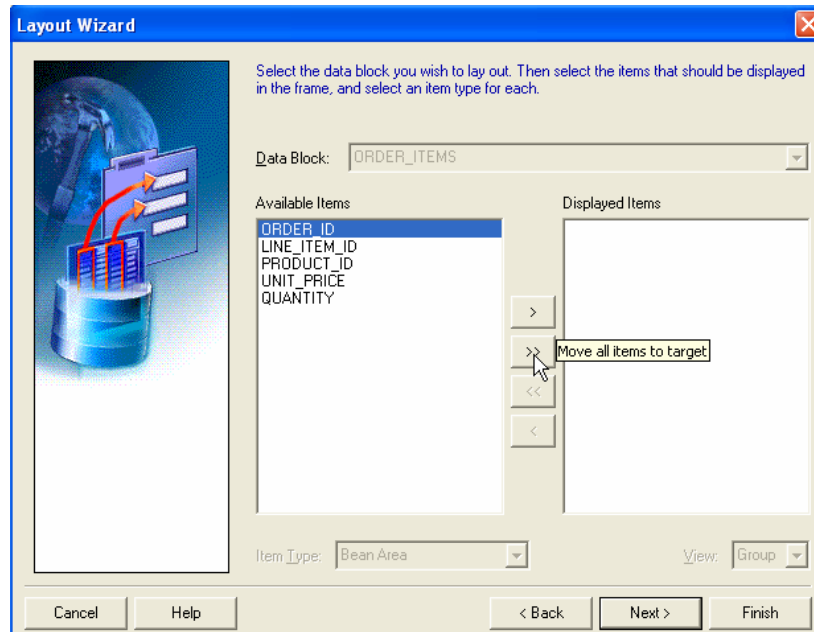 Layout Wizard
Select the data block you wish to lay out. Then select the items that should be displayed
in the frame, and select an item type for each.
Data Block: ORDER_ITEMS
Available Items
Displayed Items
ORDER_ID
LINE_ITEM_ID
PRODUCT_ID
UNIT_PRICE
QUANTITY
>
>> Move all items to target
<<
<
Item Type: Bean Area
View: Group
Cancel Help < Back Next > Finish